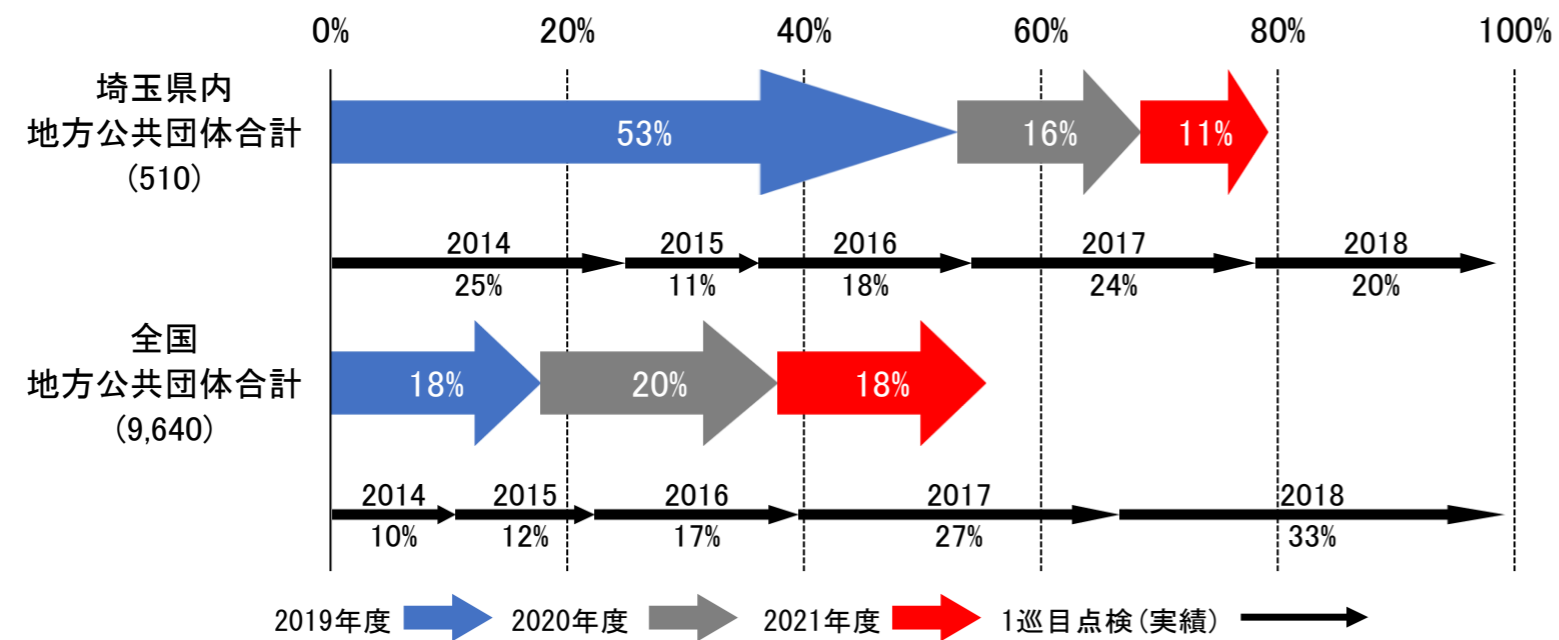 0% 20% 40% 60% 80% 100%
埼玉県内
地方公共団体合計
(510)
53% 16% 11%
2014 2015 2016 2017 2018
25% 11% 18% 24% 20%
全国
地方公共団体合計
(9,640)
18% 20% 18%
2014 2015 2016 2017 2018
10% 12% 17% 27% 33%
2019年度 2020年度 2021年度 1巡目点検(実績)